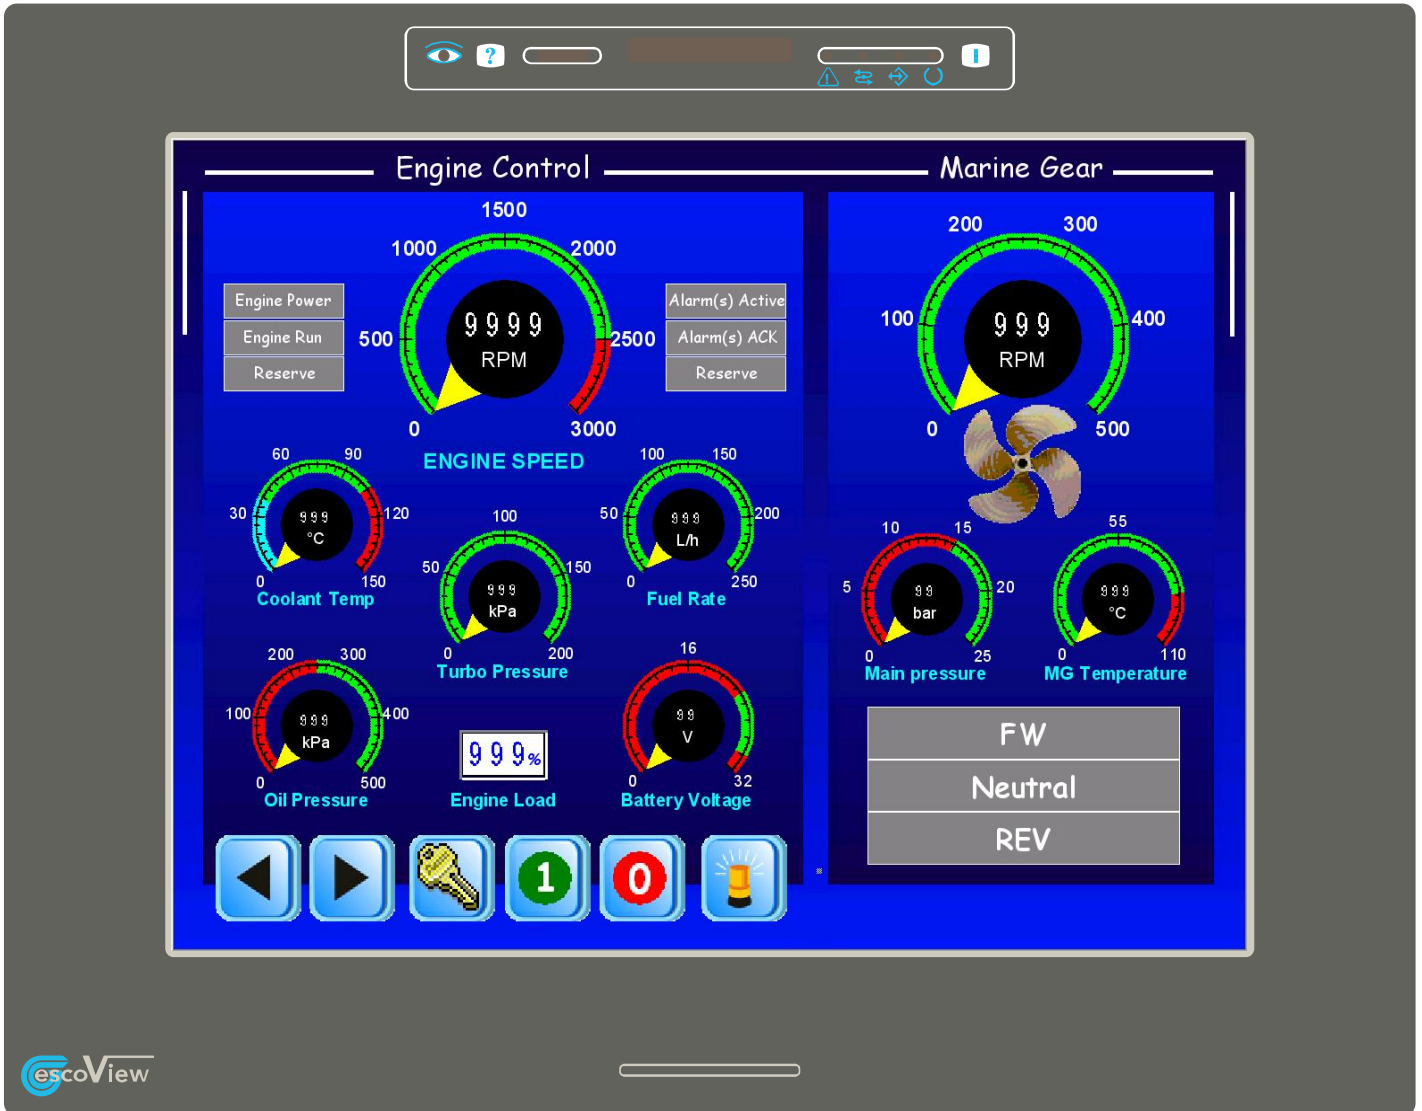 ?
Engine Control
Marine Gear
0
500
1000
1500
2000
2500
3000
9999
RPM
ENGINE SPEED
Engine Power
Engine Run
Reserve
Alarm(s) Active
Alarm(s) ACK
Reserve
0
30
60
90
120
150
999
°C
Coolant Temp
0
50
100
150
200
999
kPa
Turbo Pressure
0
50
100
150
200
250
999
L/h
Fuel Rate
0
100
200
300
400
500
999
kPa
Oil Pressure
999%
Engine Load
0
16
32
99
V
Battery Voltage
1
0
0
100
200
300
400
500
999
RPM
0
5
10
15
20
25
99
bar
Main pressure
0
55
110
999
°C
MG Temperature
FW
Neutral
REV
escoView